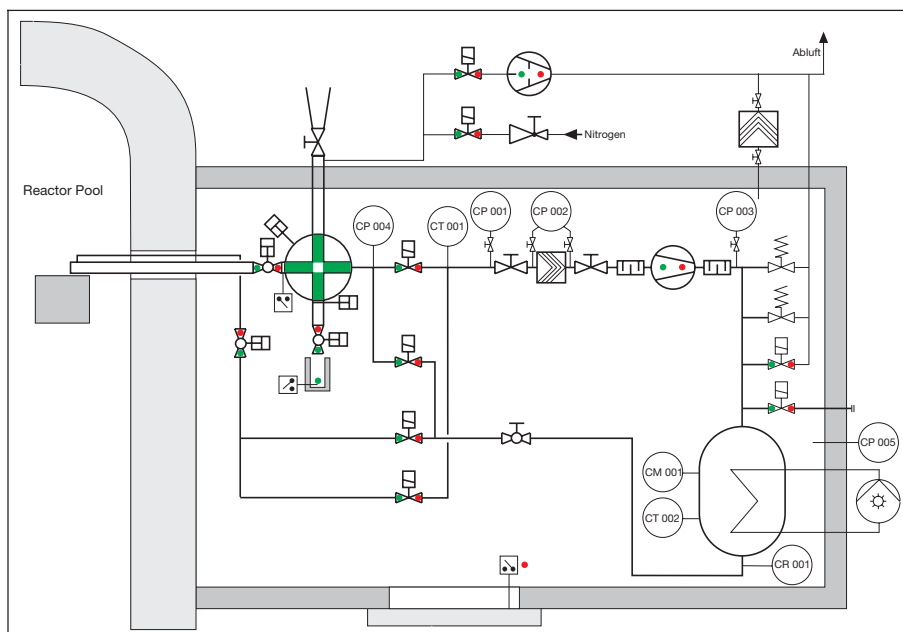 Abluft
Nitrogen
Reactor Pool
CP 004
CT 001
CP 001
CP 002
CP 003
CP 005
CM 001
CT 002
CR 001